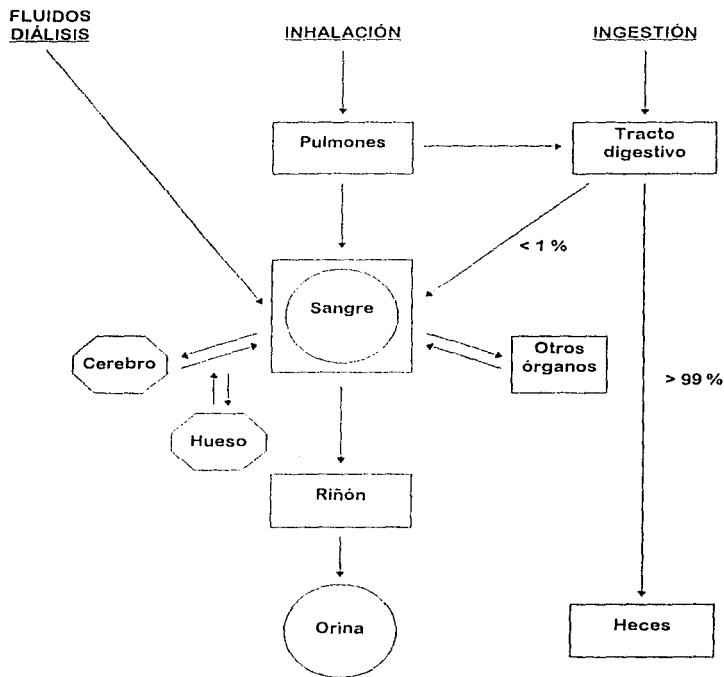 FLUIDOS
DIÁLISIS
INHALACIÓN
INGESTIÓN
Pulmones
Tracto
digestivo
< 1 %
Sangre
Cerebro
Otros
órganos
> 99 %
Hueso
Riñón
Orina
Heces